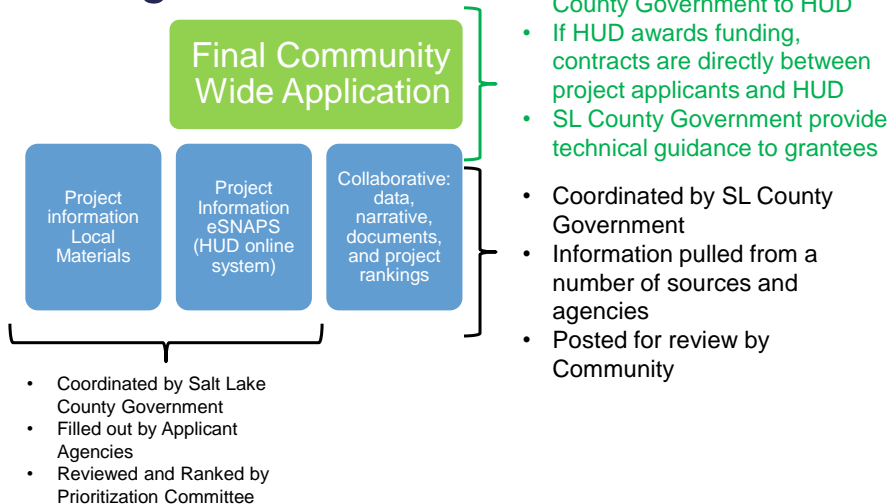 Final Community
Wide Application
County Government to HUD
• If HUD awards funding,
contracts are directly between
project applicants and HUD
• SL County Government provide
technical guidance to grantees
Project
information
Local
Materials
Project
Information
eSNAPS
(HUD online
system)
Collaborative:
data,
narrative,
documents,
and project
rankings
• Coordinated by SL County
Government
• Information pulled from a
number of sources and
agencies
• Posted for review by
Community
• Coordinated by Salt Lake
County Government
• Filled out by Applicant
Agencies
• Reviewed and Ranked by
Prioritization Committee